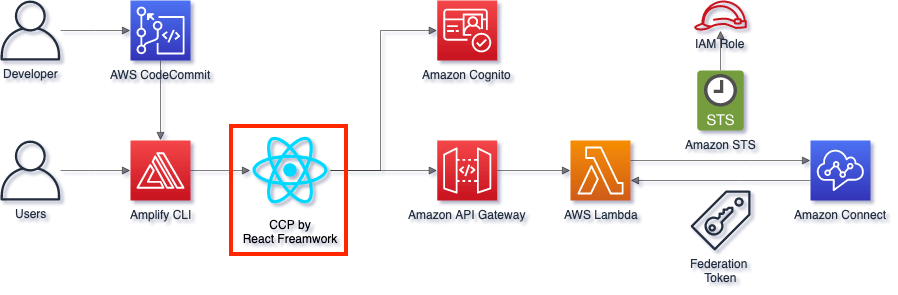 Developer
AWS CodeCommit
Amazon Cognito
IAM Role
STS
Amazon STS
Users
Amplify CLI
CCP by
React Freamwork
Amazon API Gateway
AWS Lambda
Amazon Connect
Federation
Token